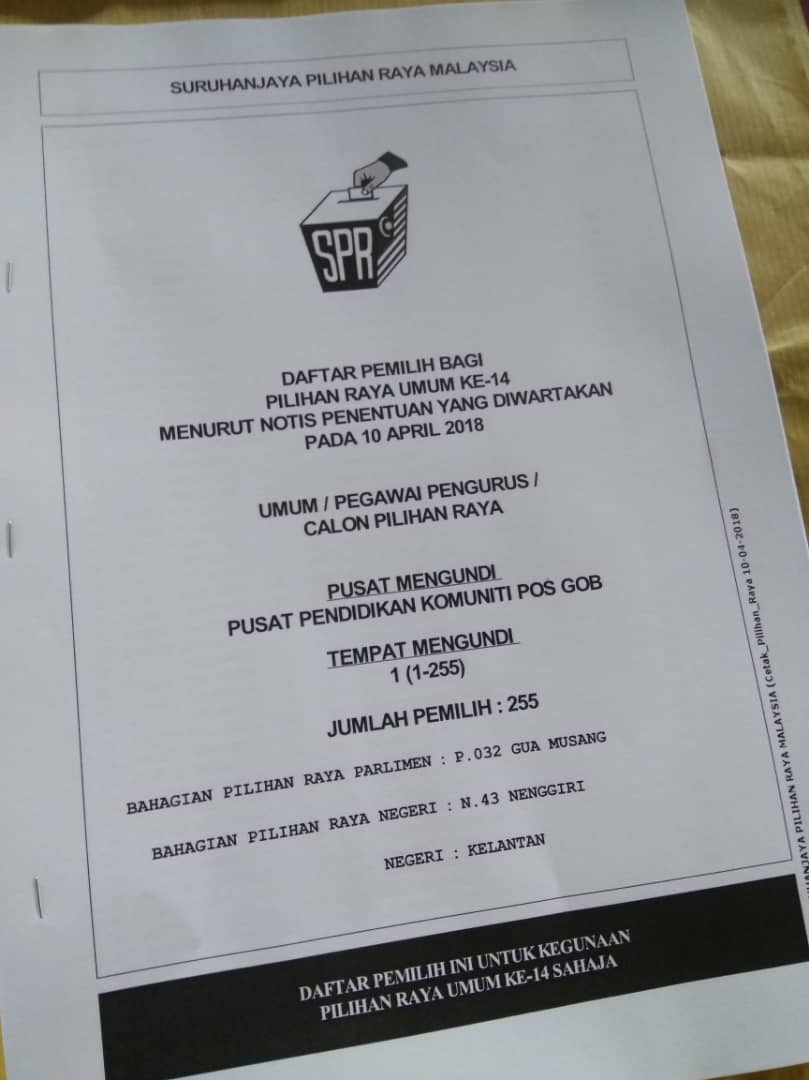 SURUHANJAYA PILIHAN RAYA MALAYSIA
SPR
DAFTAR PEMILIH BAGI
PILIHAN RAYA UMUM KE-14
MENURUT NOTIS PENENTUAN YANG DIWARTAKAN
PADA 10 APRIL 2018
UMUM / PEGAWAI PENGURUS /
CALON PILIHAN RAYA
PUSAT MENGUNDI
PUSAT PENDIDIKAN KOMUNITI POS GOB
TEMPAT MENGUNDI
1 (1-255)
JUMLAH PEMILIH : 255
BAHAGIAN PILIHAN RAYA PARLIMEN : P.032 GUA MUSANG
BAHAGIAN PILIHAN RAYA NEGERI : N.43 NENGGIRI
NEGERI : KELANTAN
DAFTAR PEMILIH INI UNTUK KEGUNAAN
PILIHAN RAYA UMUM KE-14 SAHAJA
PILIHAN RAYA MALAYSIA (Cetak_Pilihan_Raya 10-04-2018)